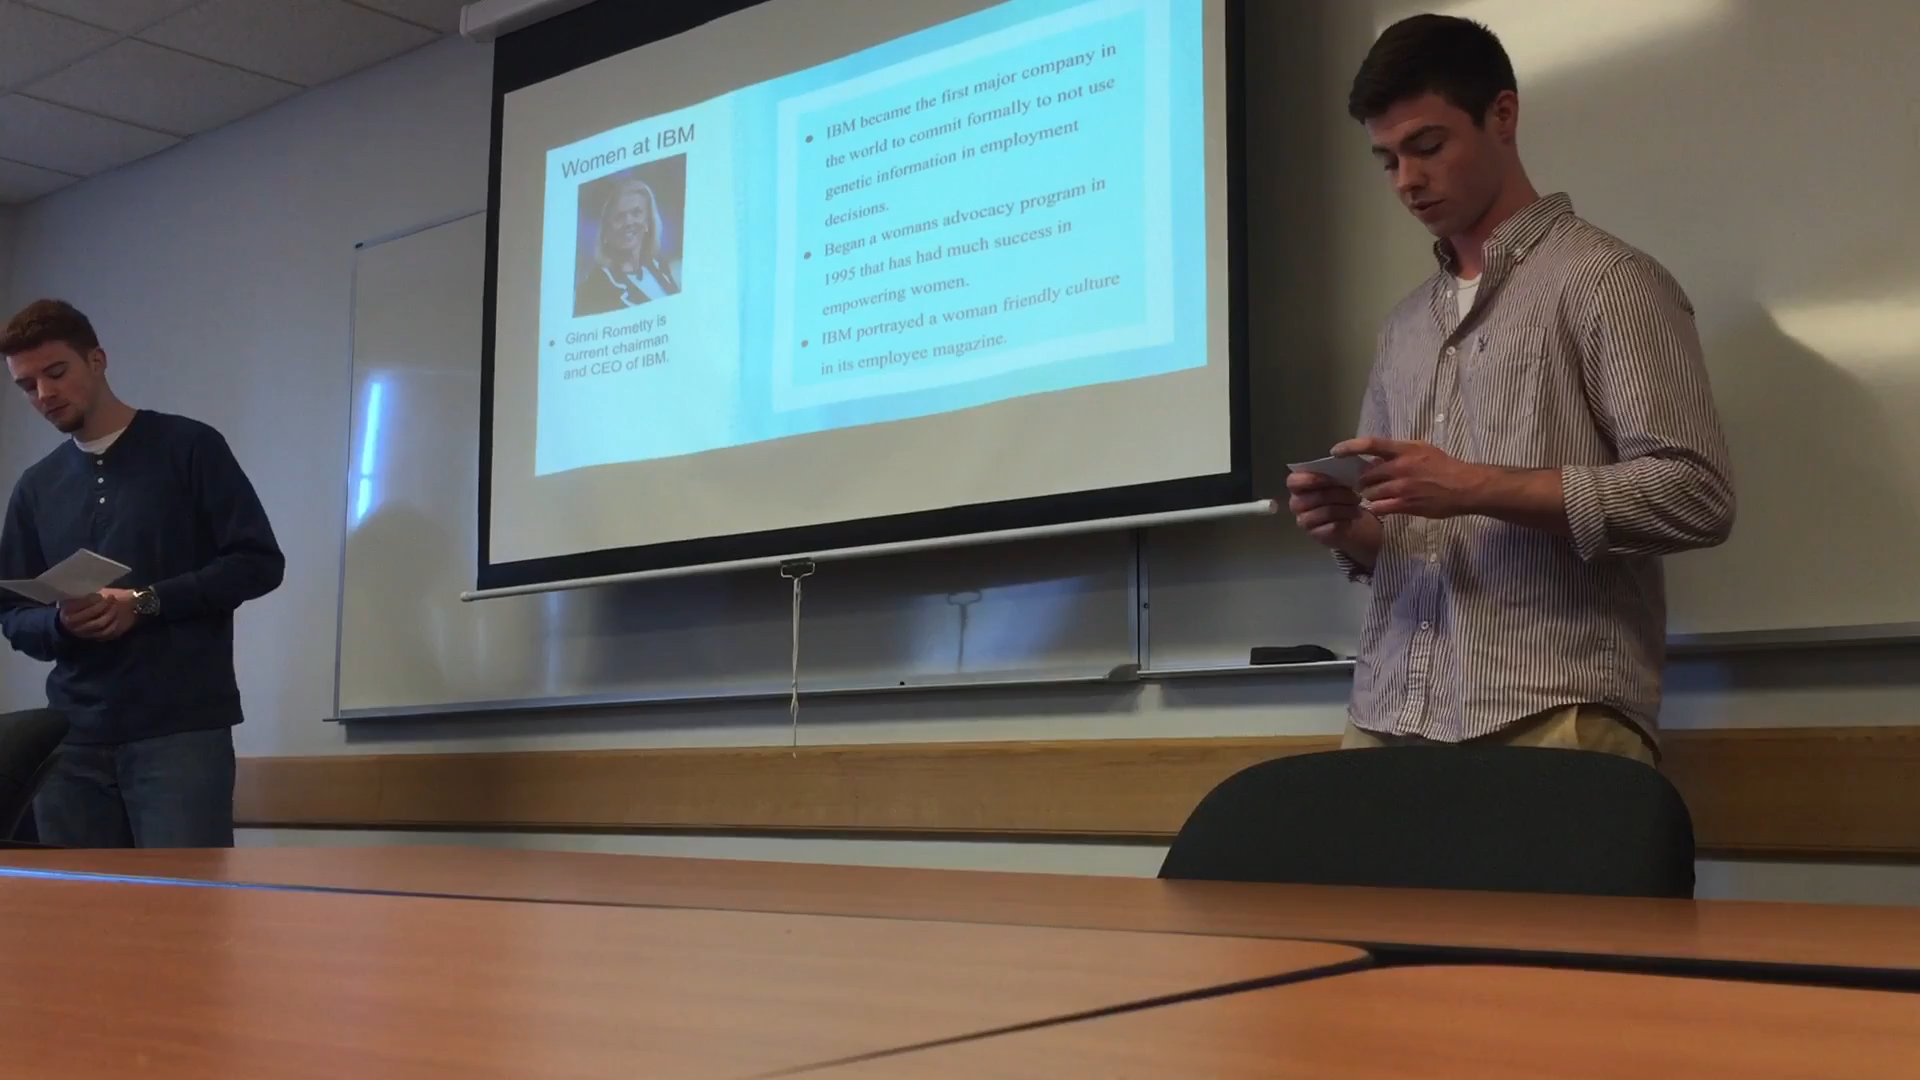 Women at IBM
Ginni Rometty is
current chairman
and CEO of IBM.
IBM became the first major company in
the world to commit formally to not use
genetic information in employment
decisions.
Began a womans advocacy program in
1995 that has had much success in
empowering women.
IBM portrayed a woman friendly culture
in its employee magazine.